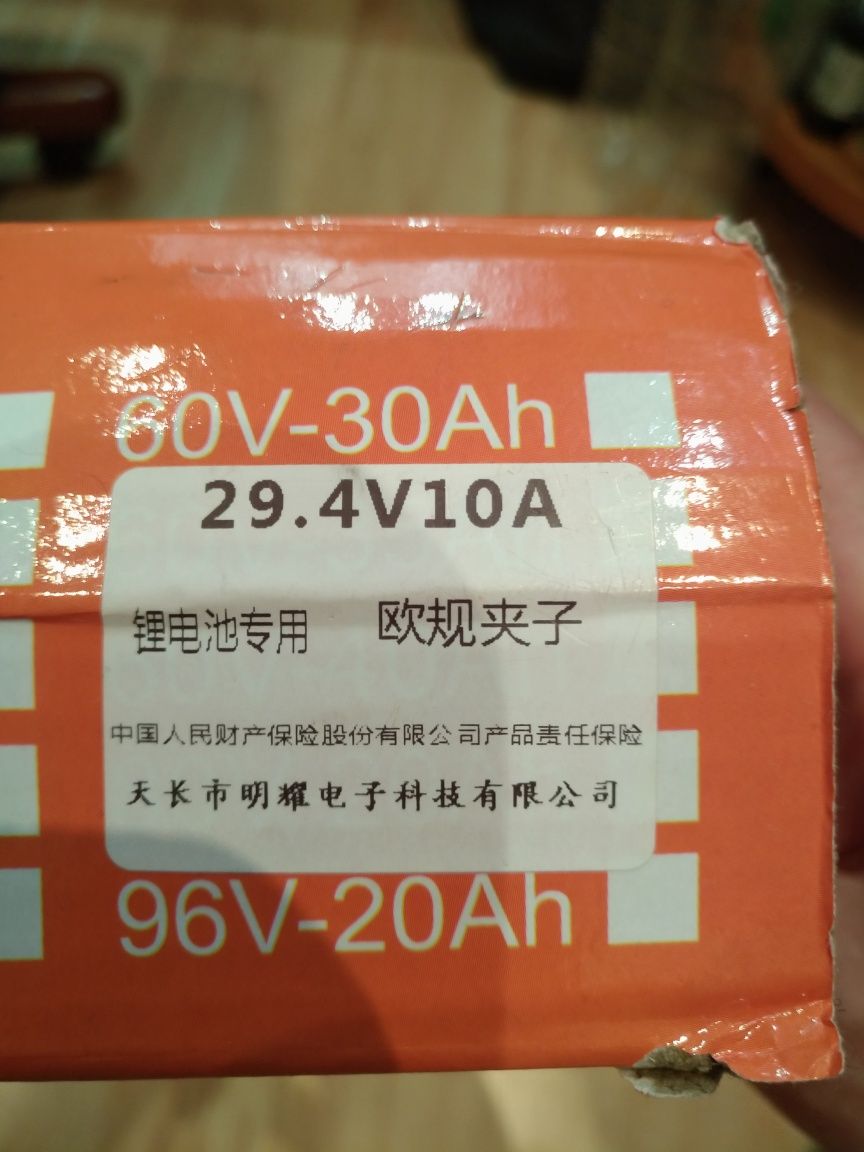 60V-30Ah
29.4V10A
锂电池专用 欧规夹子
中国人民财产保险股份有限公司产品责任保险
天长市明耀电子科技有限公司
96V-20Ah